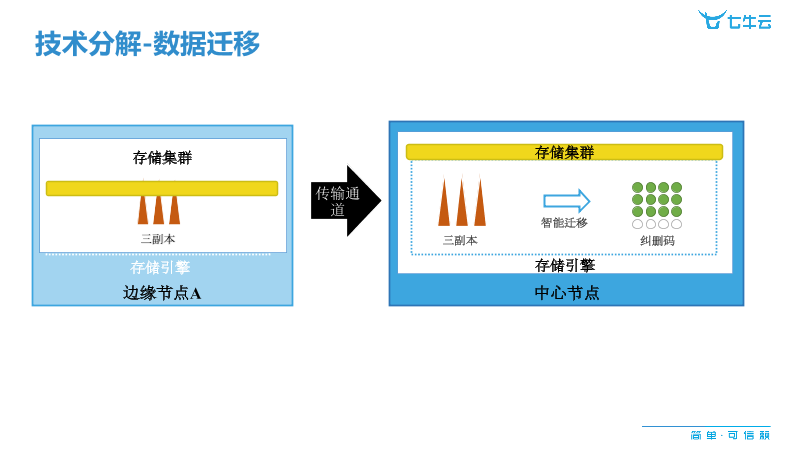 七牛云
技术分解-数据迁移
存储集群
三副本
存储引擎
边缘节点A
传输通
道
存储集群
三副本
智能迁移
纠删码
存储引擎
中心节点
简单·可信赖